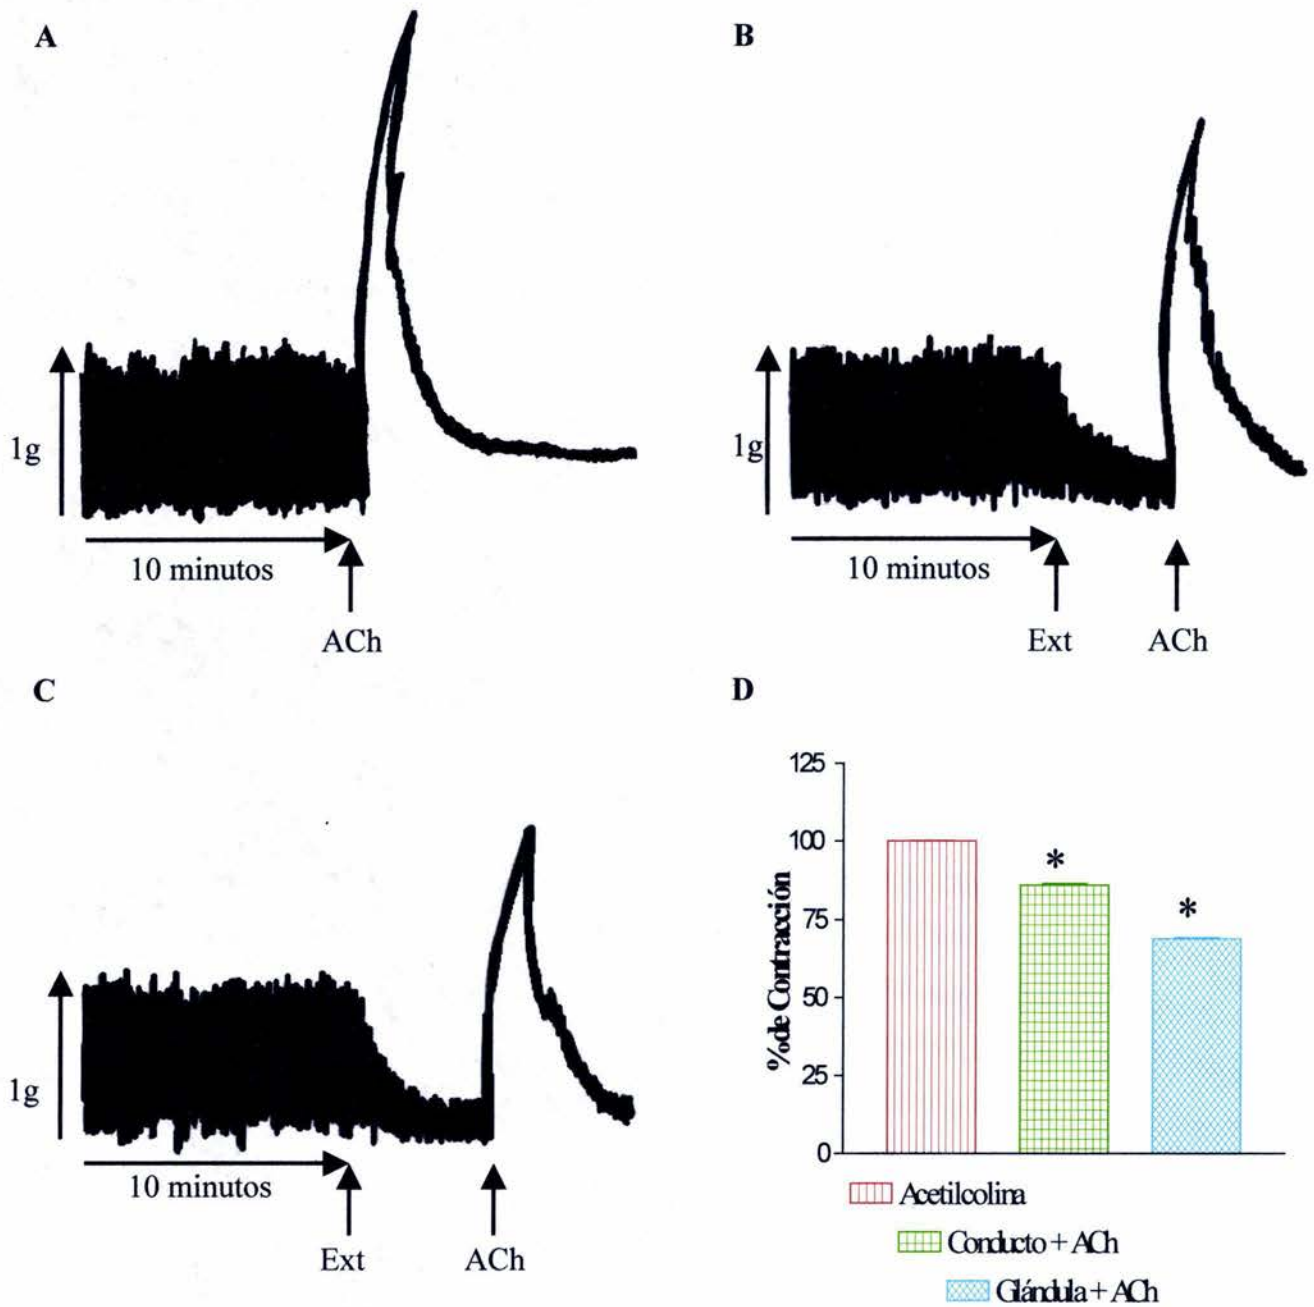 A
1g
10 minutos
ACh
B
1g
10 minutos
Ext
ACh
C
1g
10 minutos
Ext
ACh
D
% de Contracción
125
100
75
50
25
0
*
*
Acetilcolina
Conducto + ACh
Glándula + ACh